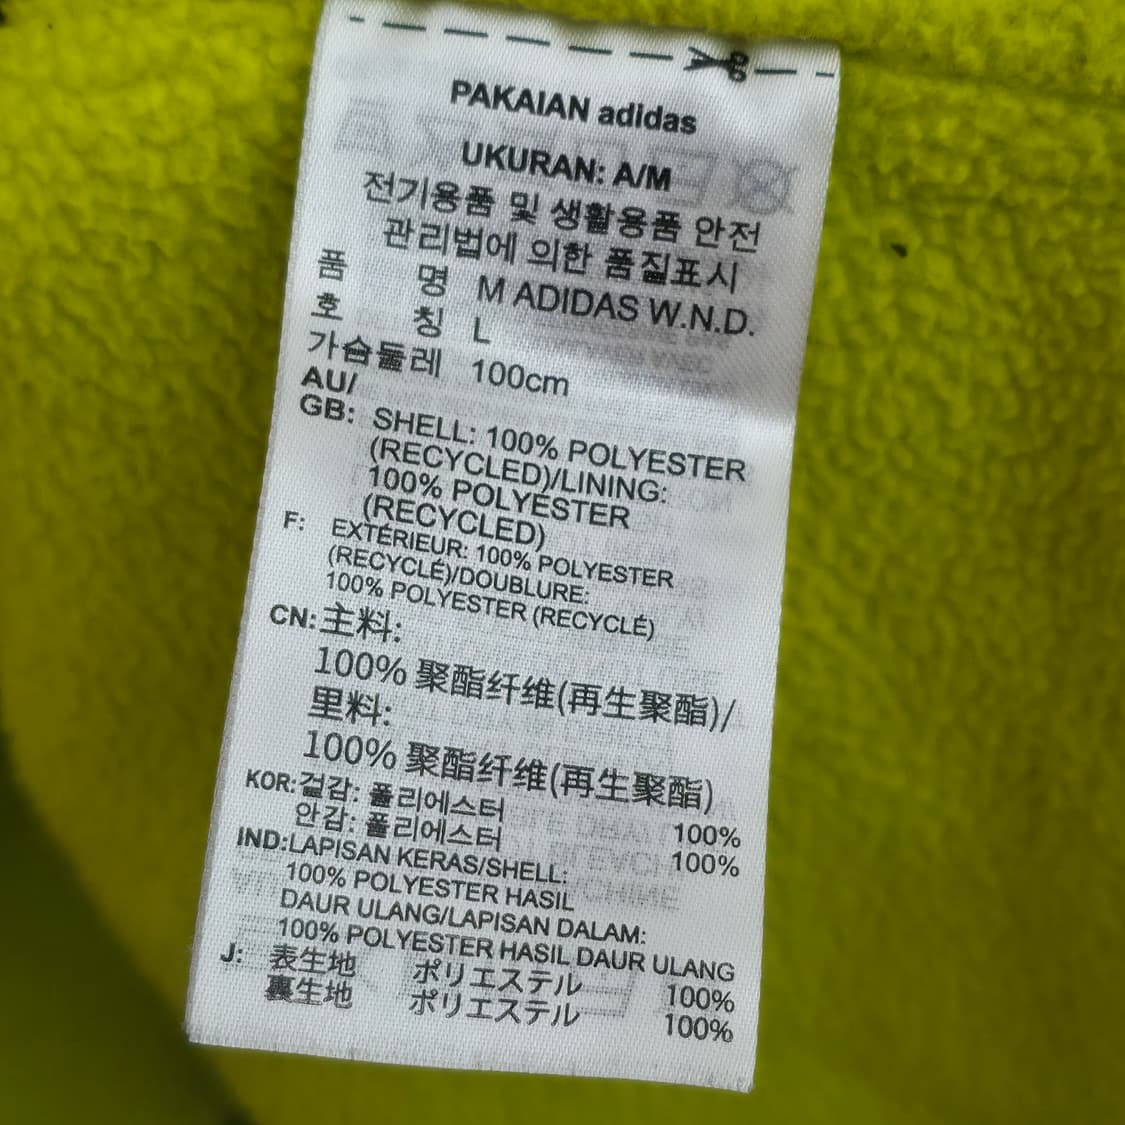 PAKAIAN adidas
UKURAN: A/M
전기용품 및 생활용품 안전
관리법에 의한 품질표시
품 명 M ADIDAS W.N.D.
호 칭 L
가슴둘레 100cm
AU/
GB: SHELL: 100% POLYESTER
(RECYCLED)/LINING:
100% POLYESTER
(RECYCLED)
F: EXTÉRIEUR: 100% POLYESTER
(RECYCLÉ)/DOUBLURE:
100% POLYESTER (RECYCLÉ)
CN:主料:
100% 聚酯纤维(再生聚酯)/
里料:
100% 聚酯纤维(再生聚酯)
KOR:겉감: 폴리에스터 100%
안감: 폴리에스터 100%
IND:LAPISAN KERAS/SHELL:
100% POLYESTER HASIL
DAUR ULANG/LAPISAN DALAM:
100% POLYESTER HASIL DAUR ULANG
J: 表生地 ポリエステル 100%
裏生地 ポリエステル 100%